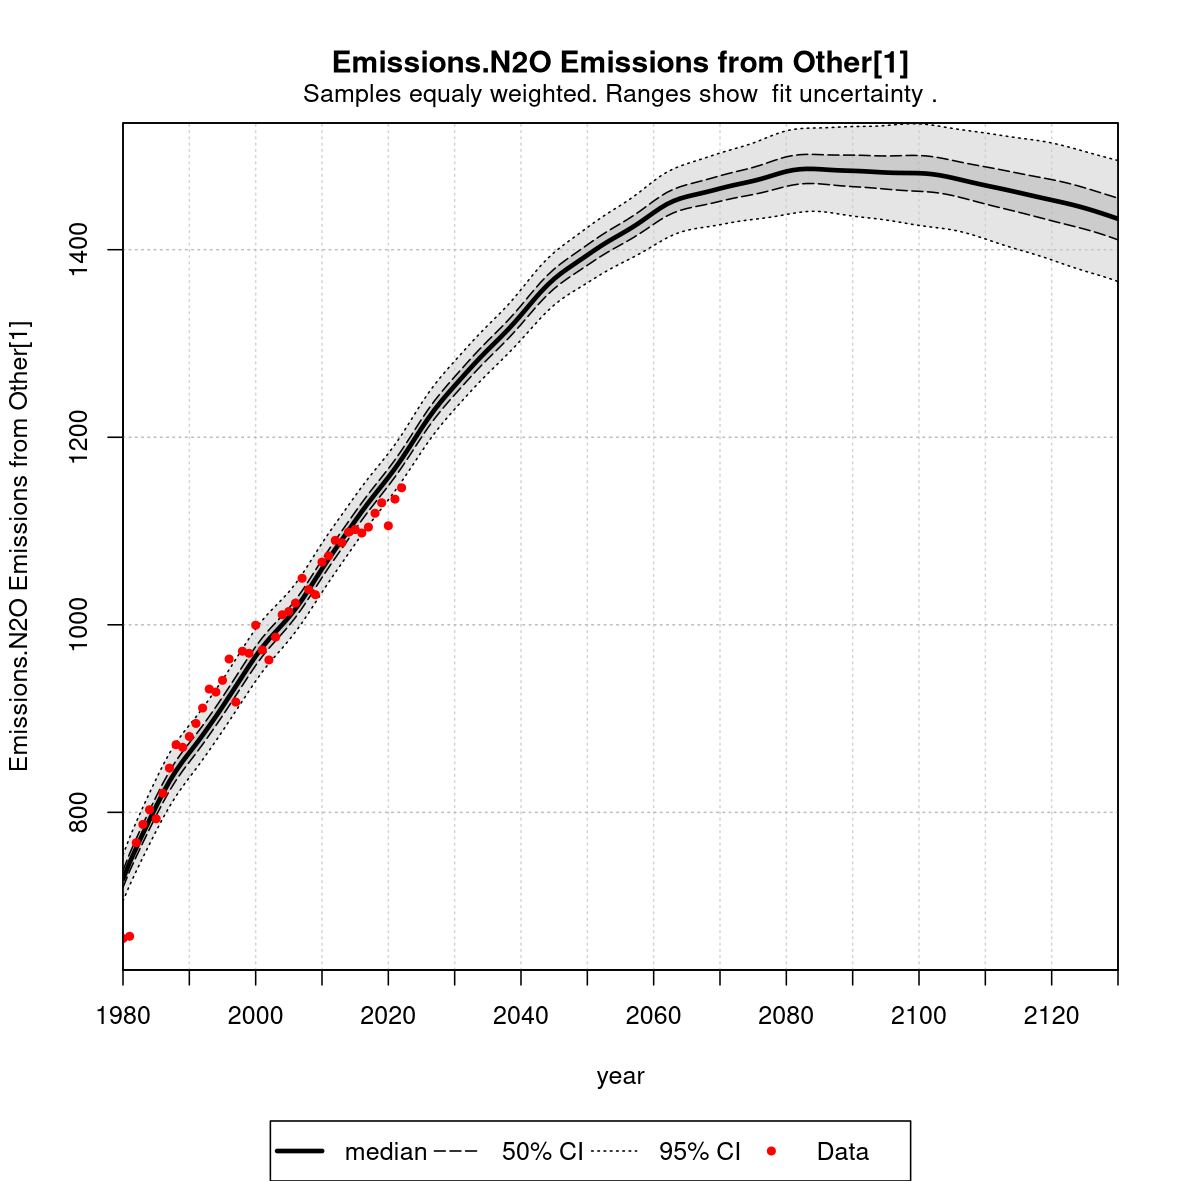 Emissions.N2O Emissions from Other[1]
Samples equaly weighted. Ranges show  fit uncertainty .
Emissions.N2O Emissions from Other[1]
1400
1200
1000
800
1980 2000 2020 2040 2060 2080 2100 2120
year
median 50% CI 95% CI Data